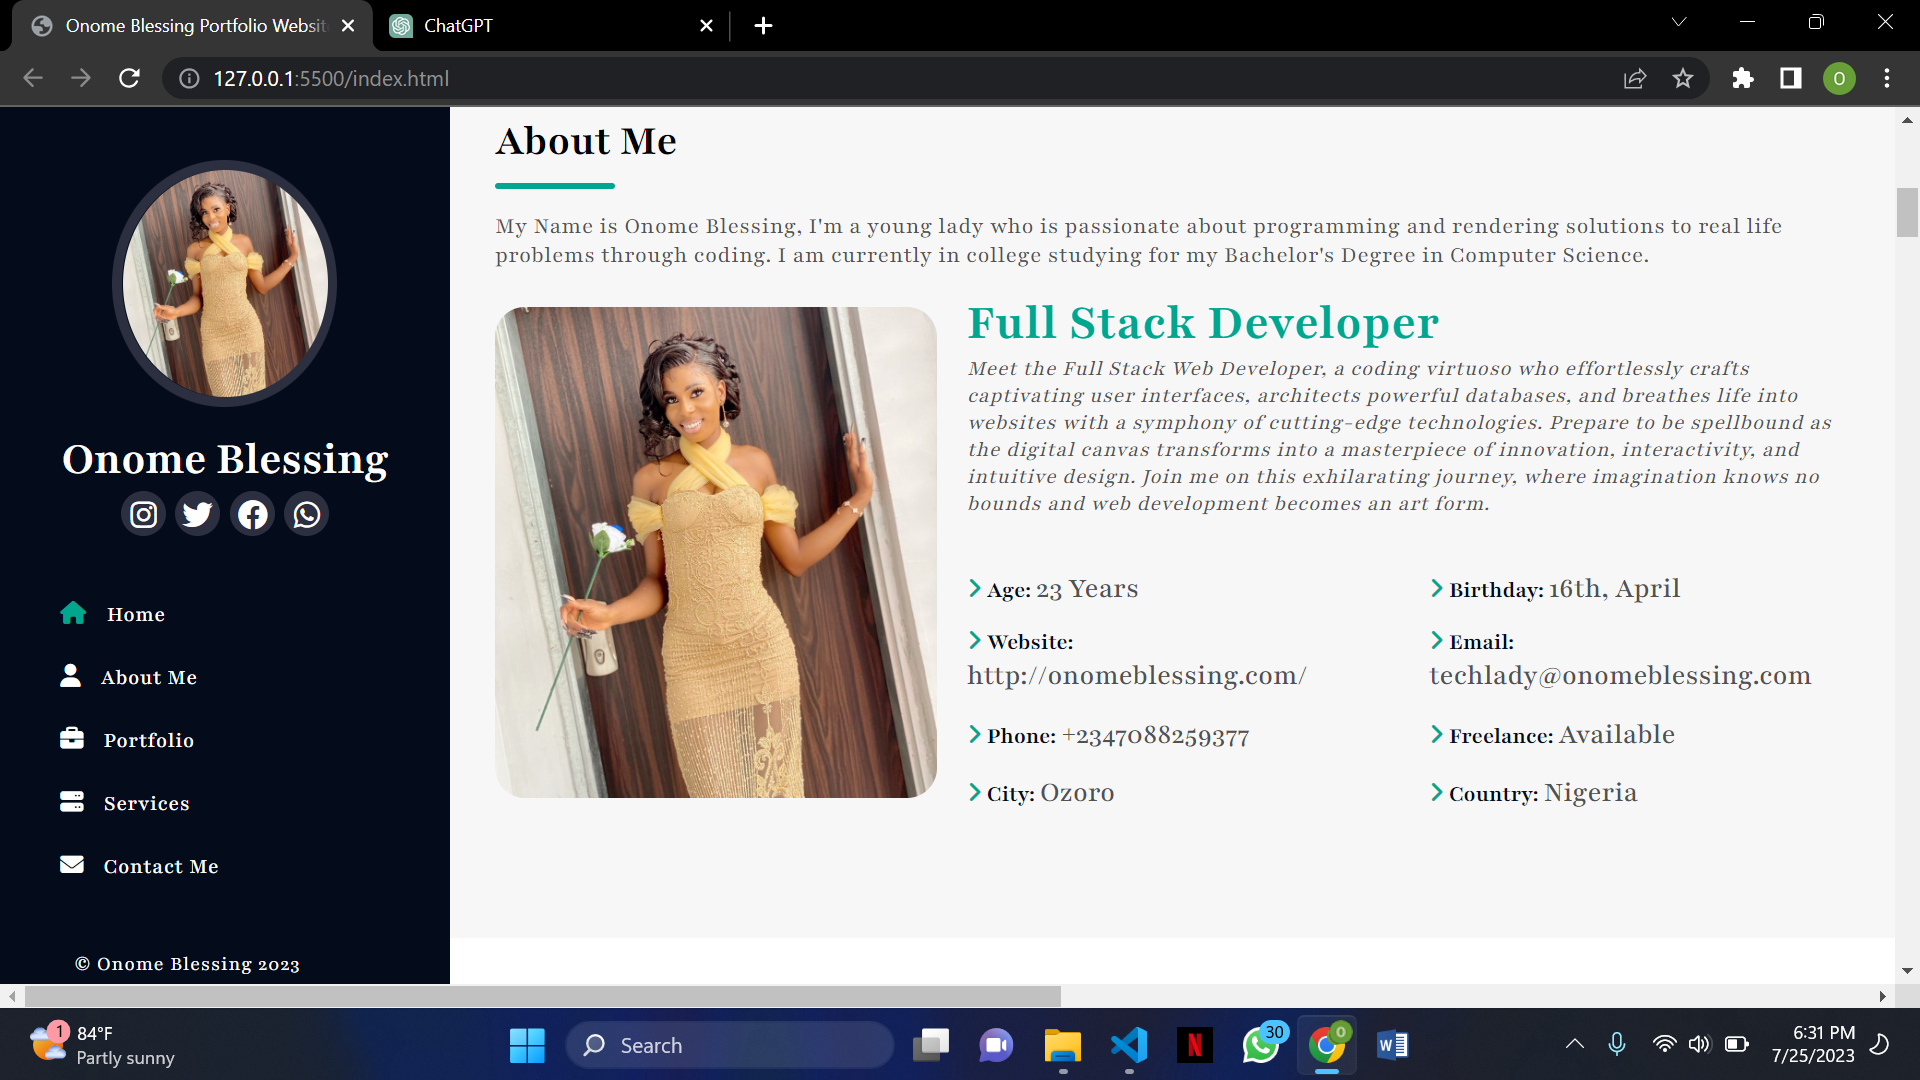 Onome Blessing Portfolio Websit
ChatGPT
127.0.0.1:5500/index.html
O
Onome Blessing
Home
About Me
Portfolio
Services
Contact Me
© Onome Blessing 2023
About Me
My Name is Onome Blessing, I'm a young lady who is passionate about programming and rendering solutions to real life
problems through coding. I am currently in college studying for my Bachelor's Degree in Computer Science.
Full Stack Developer
Meet the Full Stack Web Developer, a coding virtuoso who effortlessly crafts
captivating user interfaces, architects powerful databases, and breathes life into
websites with a symphony of cutting-edge technologies. Prepare to be spellbound as
the digital canvas transforms into a masterpiece of innovation, interactivity, and
intuitive design. Join me on this exhilarating journey, where imagination knows no
bounds and web development becomes an art form.
Age: 23 Years
Birthday: 16th, April
Website:
http://onomeblessing.com/
Email:
techlady@onomeblessing.com
Phone: +2347088259377
Freelance: Available
City: Ozoro
Country: Nigeria
1
84°F
Partly sunny
Search
N
30
O
W
6:31 PM
7/25/2023